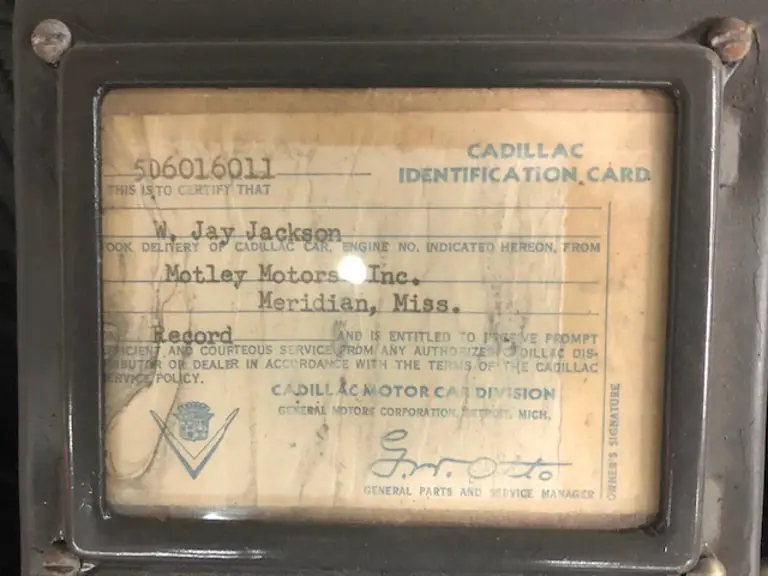 506016011
CADILLAC
IDENTIFICATION CARD
THIS IS TO CERTIFY THAT
W. Jay Jackson
TOOK DELIVERY OF CADILLAC CAR, ENGINE NO. INDICATED HEREON, FROM
Motley Motors Inc.
Meridian, Miss.
Record AND IS ENTITLED TO RECEIVE PROMPT
EFFICIENT AND COURTEOUS SERVICE FROM ANY AUTHORIZED CADILLAC DIS-
TRIBUTOR OR DEALER IN ACCORDANCE WITH THE TERMS OF THE CADILLAC
SERVICE POLICY.
CADILLAC MOTOR CAR DIVISION
GENERAL MOTORS CORPORATION, DETROIT, MICH.
GENERAL PARTS AND SERVICE MANAGER
OWNER'S SIGNATURE